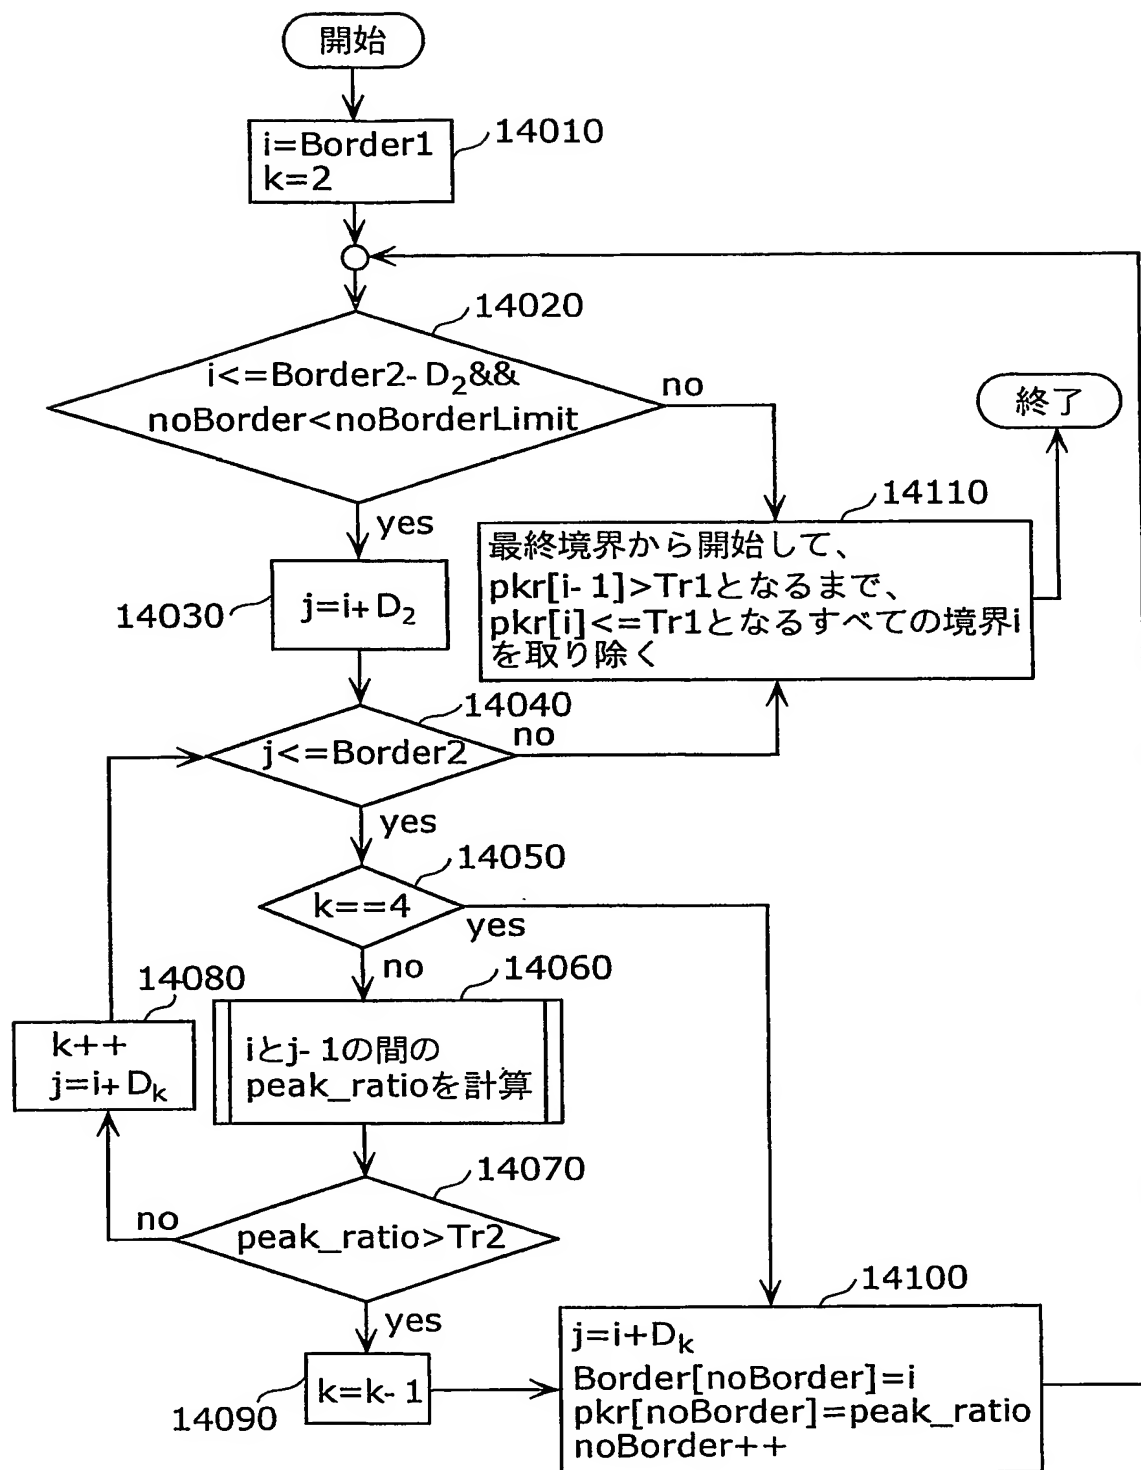 開始
14010
i=Border1
k=2
14020
i<=Border2-D₂&&
noBorder<noBorderLimit
no
終了
yes
14110
最終境界から開始して、
pkr[i-1]>Tr1となるまで、
pkr[i]<=Tr1となるすべての境界i
を取り除く
14030
j=i+D₂
14040
j<=Border2
no
yes
14050
k==4
yes
no
14060
iとj-1の間の
peak_ratioを計算
14080
k++
j=i+Dₖ
14070
peak_ratio>Tr2
no
yes
14090
k=k-1
14100
j=i+Dₖ
Border[noBorder]=i
pkr[noBorder]=peak_ratio
noBorder++